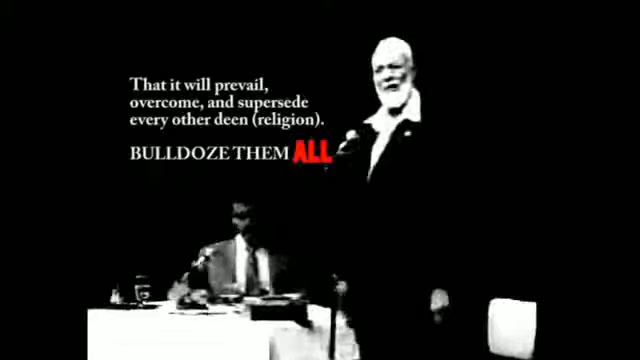 That it will prevail,
overcome, and supersede
every other deen (religion).
BULLDOZE THEM ALL